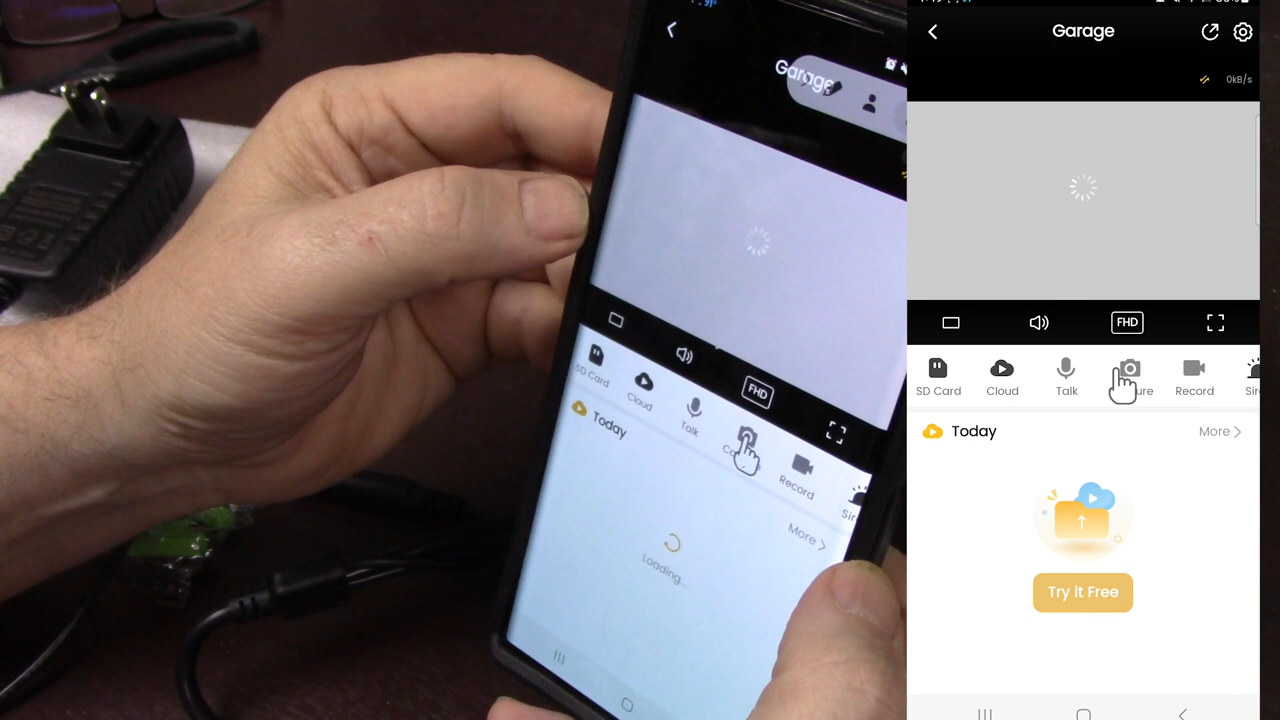 91°
Garage
FHD
SD Card
Cloud
Talk
Record
Sir
Today
More
Loading...
Garage
0kB/s
FHD
SD Card
Cloud
Talk
ure
Record
Sir
Today
More
Try it Free